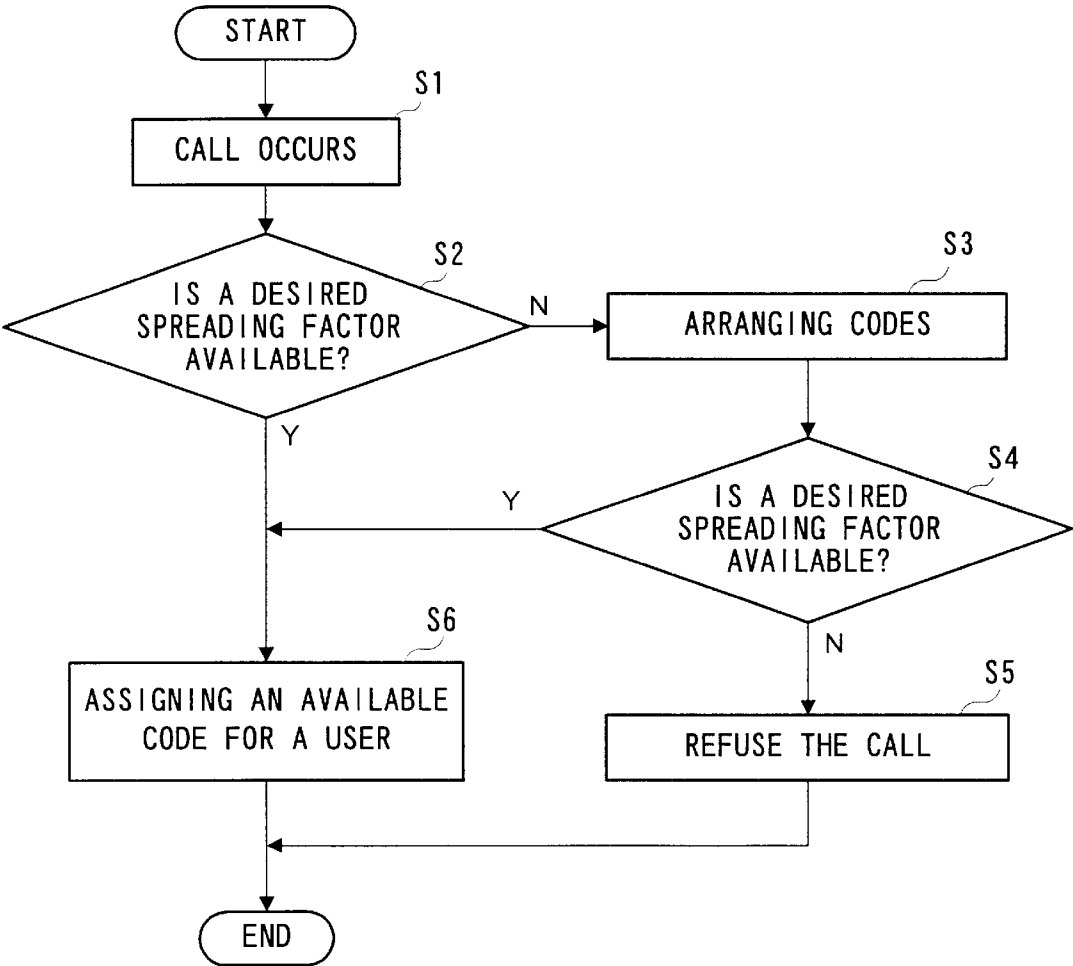 START
S1
CALL OCCURS
S2
IS A DESIRED
SPREADING FACTOR
AVAILABLE?
N
Y
S3
ARRANGING CODES
S4
IS A DESIRED
SPREADING FACTOR
AVAILABLE?
Y
N
S6
ASSIGNING AN AVAILABLE
CODE FOR A USER
S5
REFUSE THE CALL
END